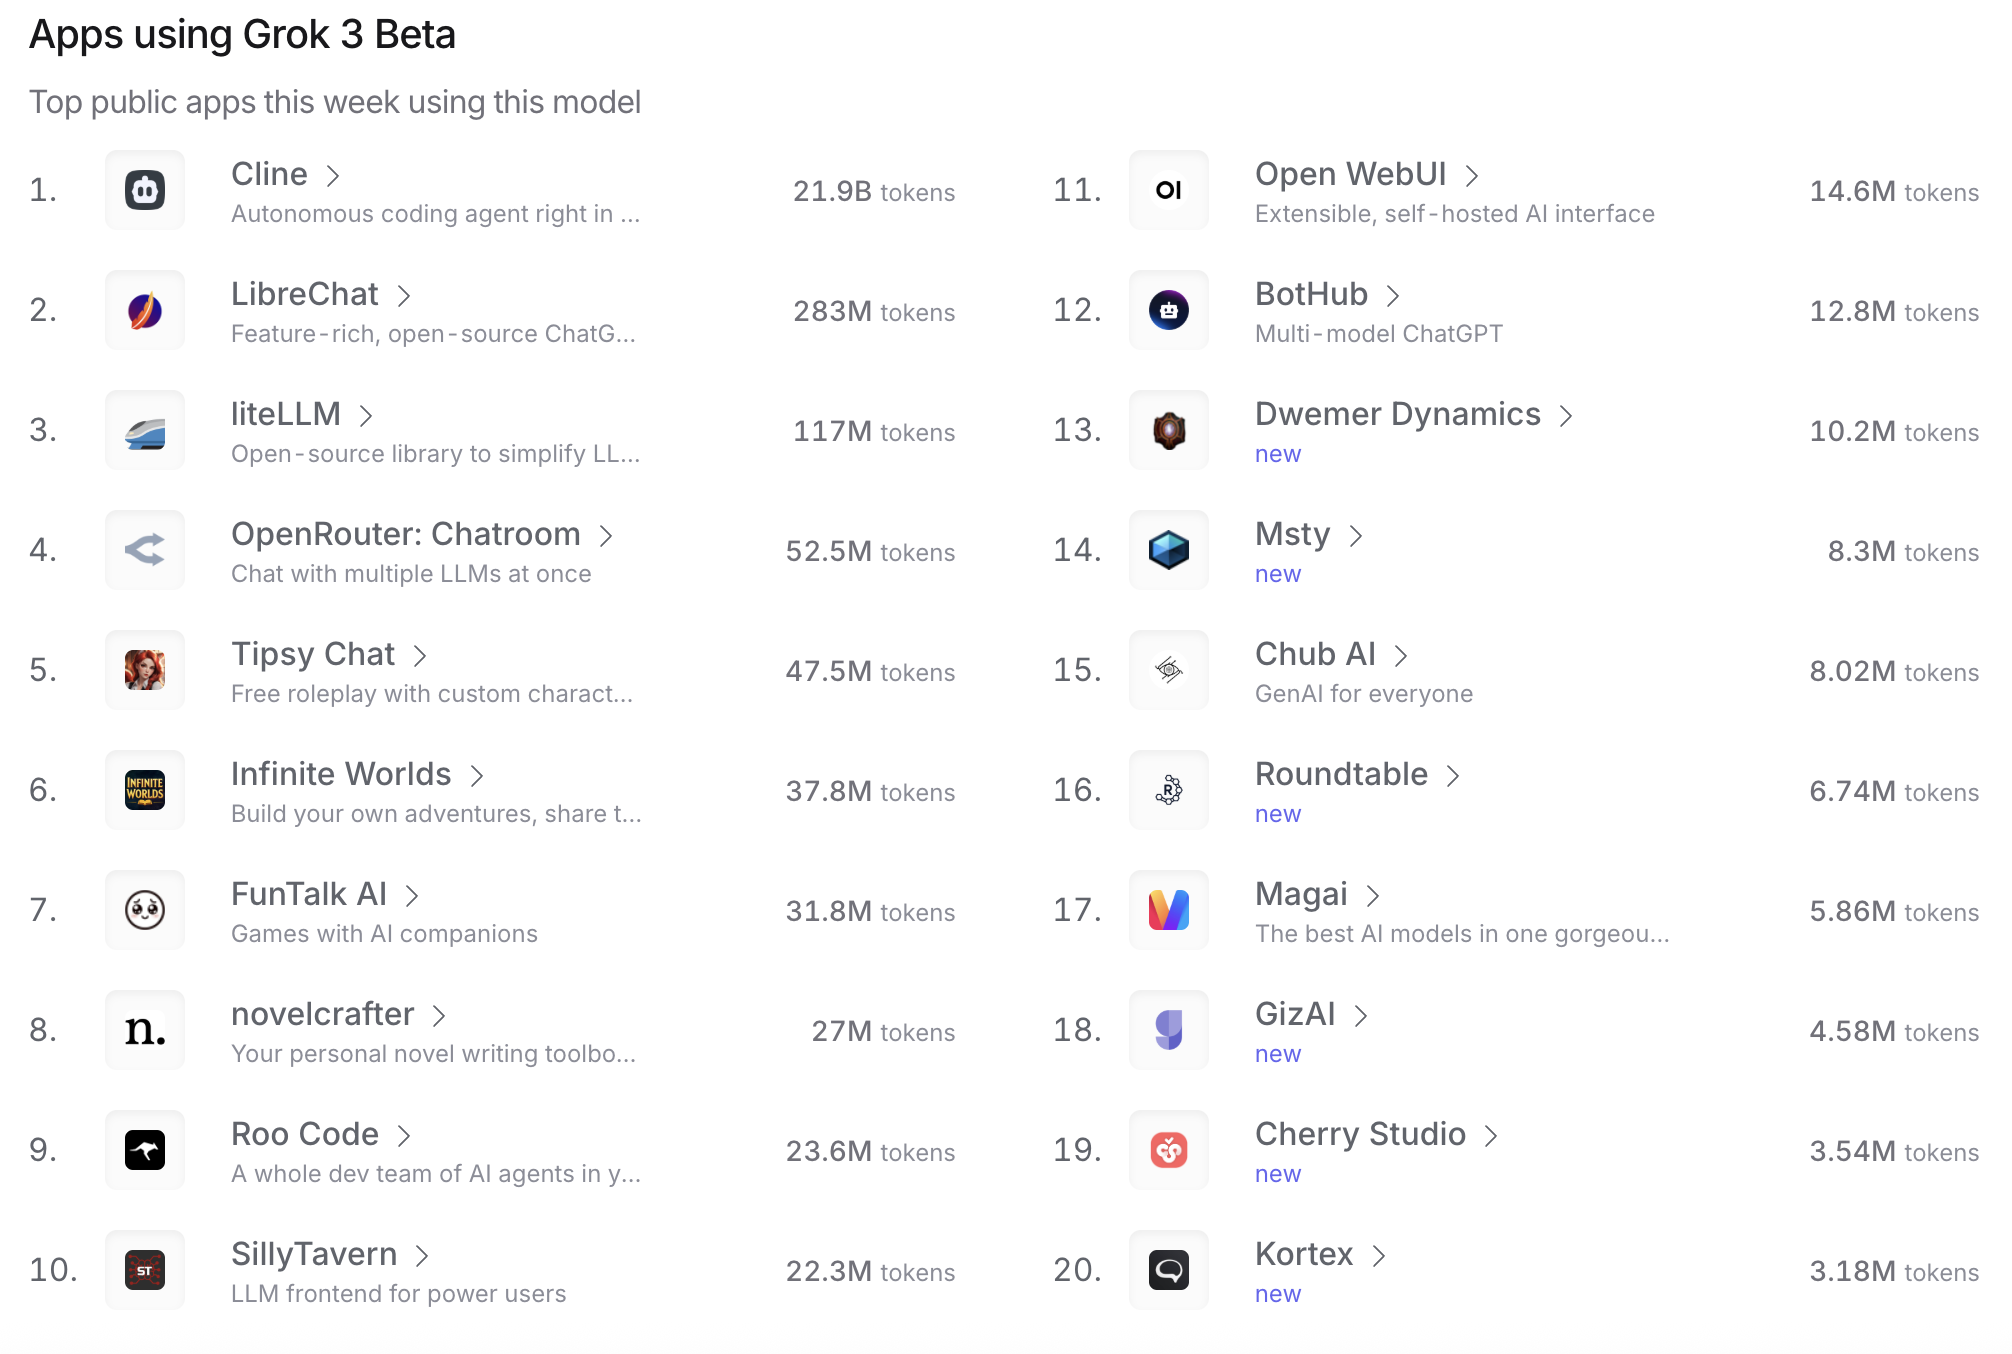 Apps using Grok 3 Beta
Top public apps this week using this model
1.
Cline
Autonomous coding agent right in ...
21.9B tokens
2.
LibreChat
Feature-rich, open-source ChatG...
283M tokens
3.
liteLLM
Open-source library to simplify LL...
117M tokens
4.
OpenRouter: Chatroom
Chat with multiple LLMs at once
52.5M tokens
5.
Tipsy Chat
Free roleplay with custom charact...
47.5M tokens
6.
INFINITE
WORLDS
Infinite Worlds
Build your own adventures, share t...
37.8M tokens
7.
FunTalk AI
Games with AI companions
31.8M tokens
8.
n.
novelcrafter
Your personal novel writing toolbo...
27M tokens
9.
Roo Code
A whole dev team of AI agents in y...
23.6M tokens
10.
ST
SillyTavern
LLM frontend for power users
22.3M tokens
11.
OI
Open WebUI
Extensible, self-hosted AI interface
14.6M tokens
12.
BotHub
Multi-model ChatGPT
12.8M tokens
13.
Dwemer Dynamics
new
10.2M tokens
14.
Msty
new
8.3M tokens
15.
Chub AI
GenAI for everyone
8.02M tokens
16.
R
Roundtable
new
6.74M tokens
17.
Magai
The best AI models in one gorgeou...
5.86M tokens
18.
GizAI
new
4.58M tokens
19.
Cherry Studio
new
3.54M tokens
20.
Kortex
new
3.18M tokens